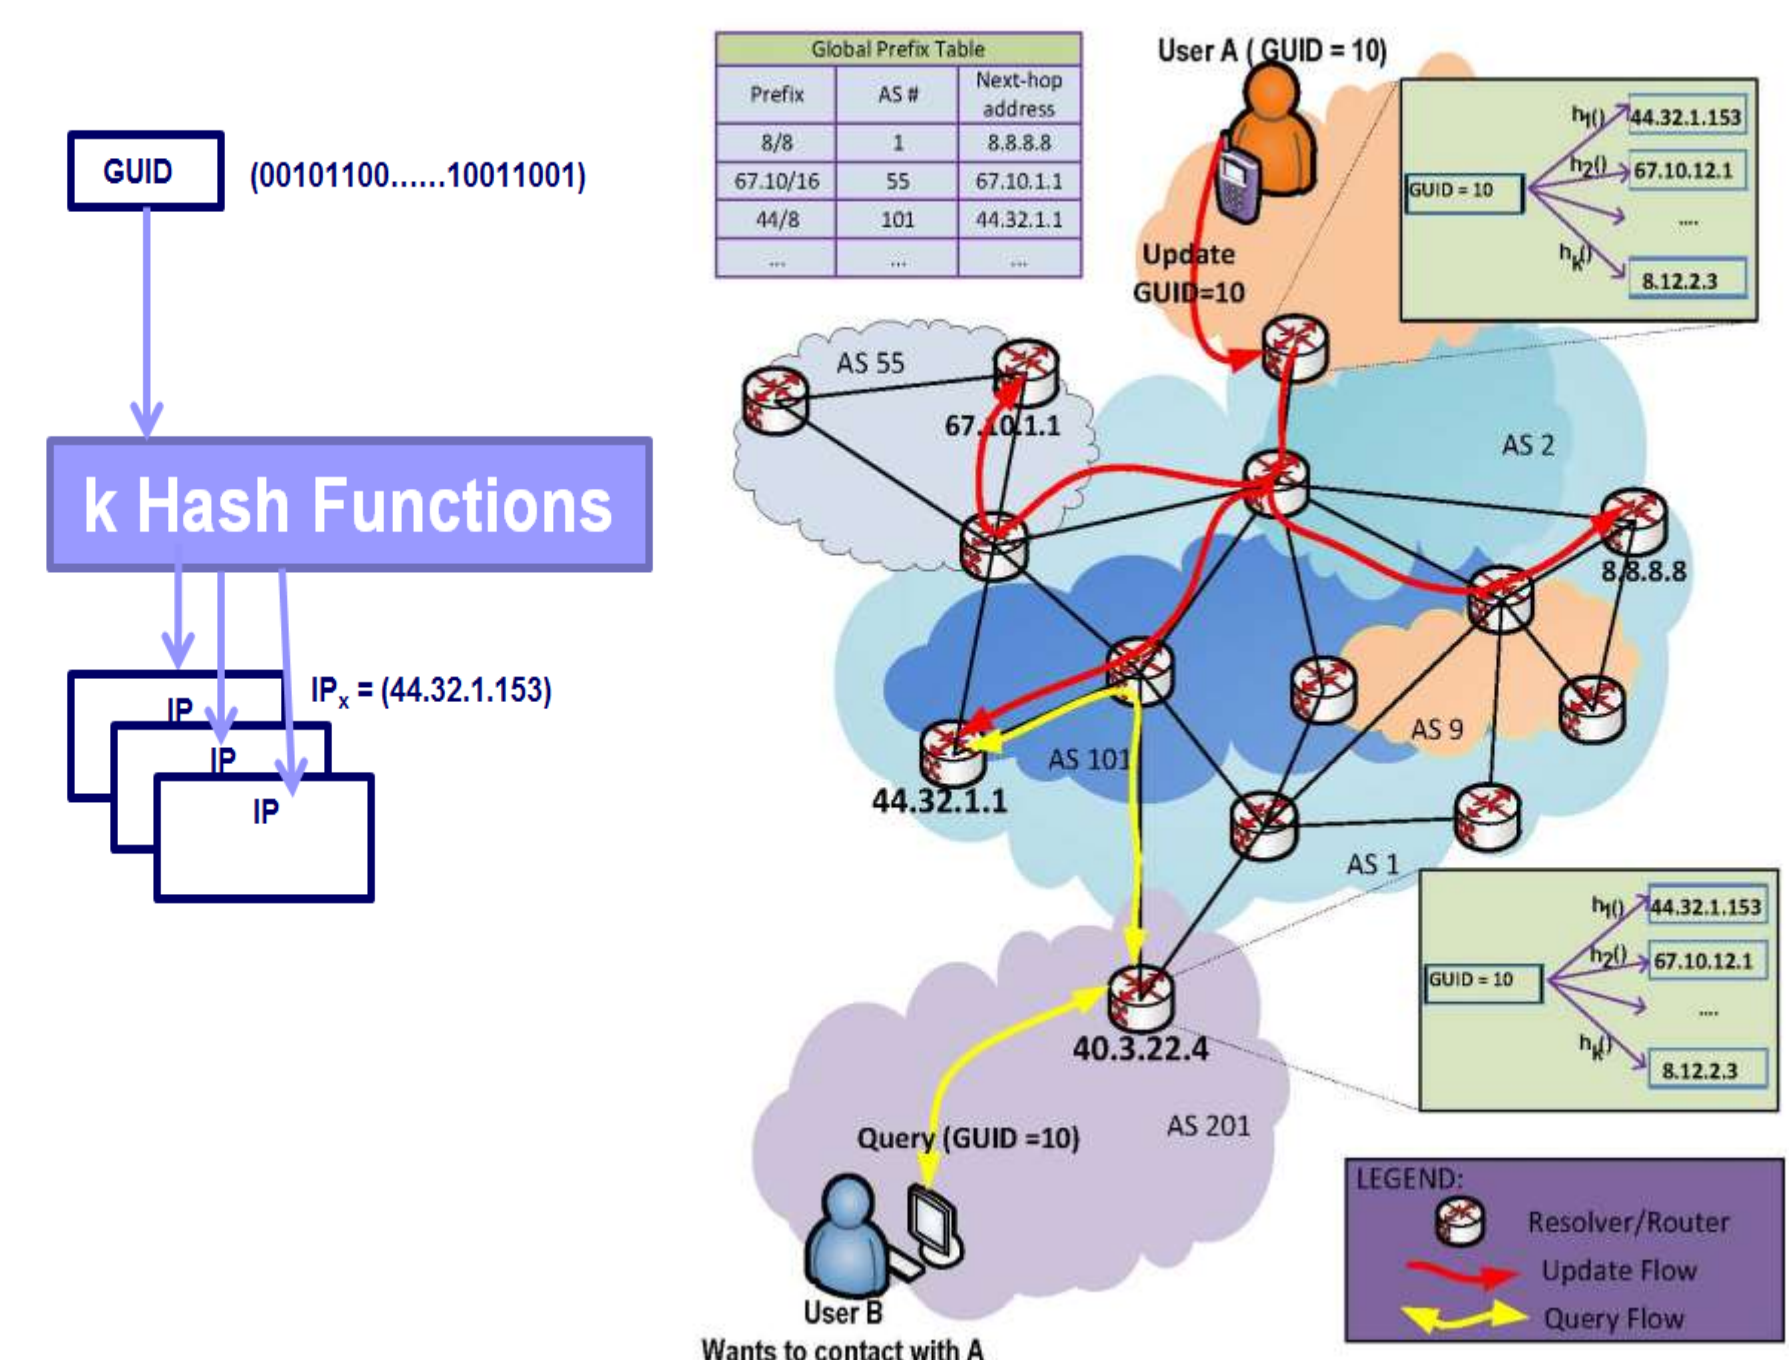 GUID
(00101100......10011001)
k Hash Functions
IP
IP
IP
IPx = (44.32.1.153)
Global Prefix Table
Prefix AS # Next-hop address
8/8 1 8.8.8.8
67.10/16 55 67.10.1.1
44/8 101 44.32.1.1
... ... ...
User A ( GUID = 10)
Update
GUID=10
GUID = 10
h1() 44.32.1.153
h2() 67.10.12.1
....
hk() 8.12.2.3
AS 55
67.10.1.1
AS 2
8.8.8.8
AS 9
AS 101
44.32.1.1
AS 1
40.3.22.4
AS 201
GUID = 10
h1() 44.32.1.153
h2() 67.10.12.1
....
hk() 8.12.2.3
Query (GUID =10)
User B
Wants to contact with A
LEGEND:
Resolver/Router
Update Flow
Query Flow